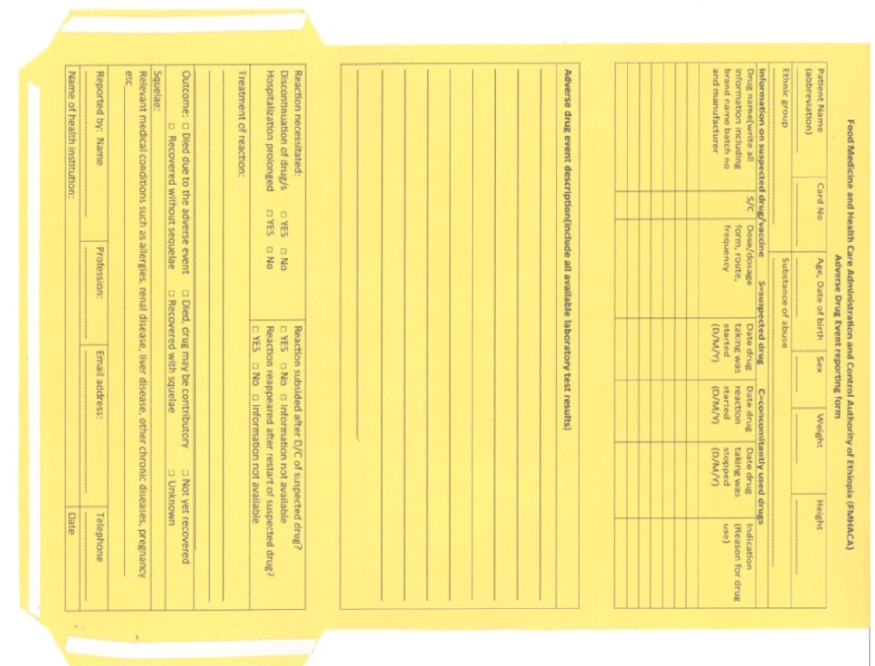 Food Medicine and Health Care Administration and Control Authority of Ethiopia (FMHACA)
Adverse Drug Event reporting form
Patient Name (abbreviation)
Card No
Age, Date of birth
Sex
Weight
Height
Ethnic group
Substance of abuse
Information on suspected drug/vaccine S=suspected drug C=concomitantly used drugs
Drug name(write all information including brand name batch no and manufacturer
S/C
Dose/dosage form, route, frequency
Date drug taking was started (D/M/Y)
Date drug reaction started (D/M/Y)
Date drug taking was stopped (D/M/Y)
Indication (Reason for drug use)
Adverse drug event description(include all available laboratory test results)
Reaction necessitated:
Discontinuation of drug/s □ YES □ No
Hospitalization prolonged □ YES □ No
Reaction subsided after D/C of suspected drug?
□ YES □ No □ Information not available
Reaction reappeared after restart of suspected drug?
□ YES □ No □ Information not available
Treatment of reaction:
Outcome: □ Died due to the adverse event □ Died, drug may be contributory □ Not yet recovered
□ Recovered without sequelae □ Recovered with squelae □ Unknown
Squelae:
Relevant medical conditions such as allergies, renal disease, liver disease, other chronic diseases, pregnancy
etc
Reported by: Name
Profession:
Email address:
Telephone
Name of health institution:
Date